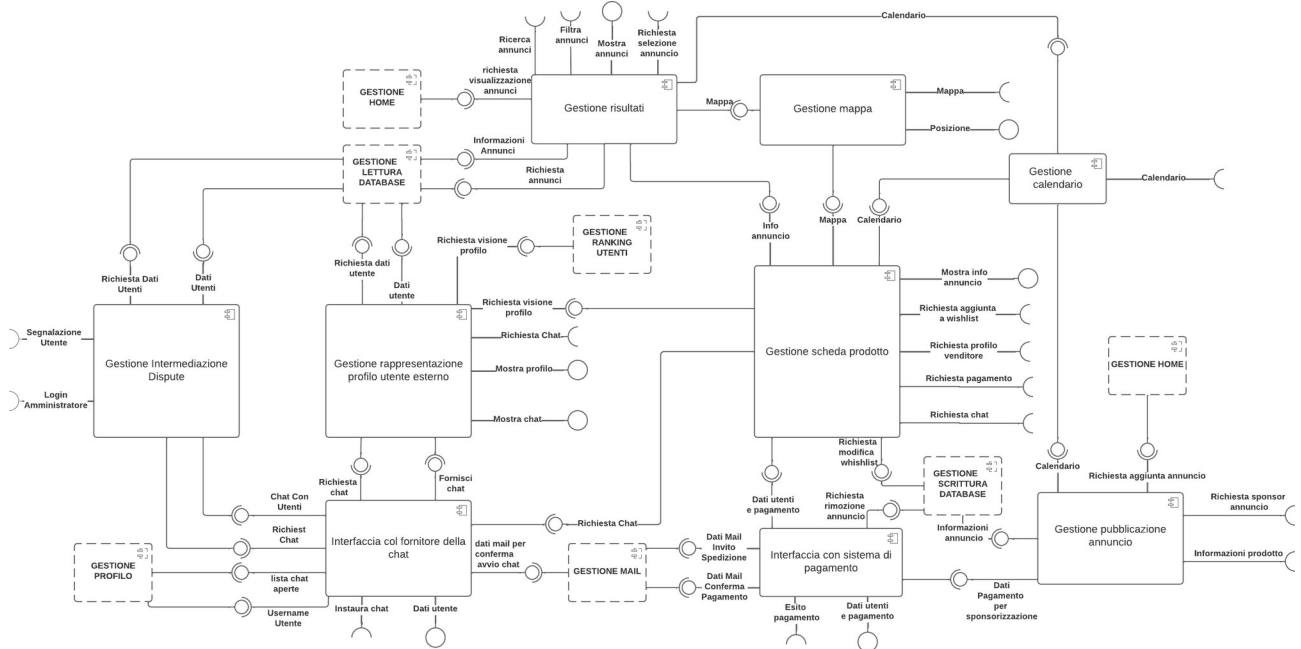 Calendario
Ricerca
annunci
Filtra
annunci
Mostra
annunci
Richiesta
selezione
annuncio
richiesta
visualizzazione
annunci
GESTIONE
HOME
Gestione risultati
Mappa
Gestione mappa
Mappa
Posizione
Informazioni
Annunci
Richiesta
annunci
GESTIONE
LETTURA
DATABASE
Gestione
calendario
Calendario
Info
annuncio
Mappa
Calendario
Richiesta Dati
Utenti
Dati
Utenti
Richiesta dati
utente
Dati
utente
Richiesta visione
profilo
GESTIONE
RANKING
UTENTI
Segnalazione
Utente
Login
Amministratore
Gestione Intermediazione
Dispute
Gestione rappresentazione
profilo utente esterno
Richiesta visione
profilo
Richiesta Chat
Mostra profilo
Mostra chat
Gestione scheda prodotto
Mostra info
annuncio
Richiesta aggiunta
a wishlist
Richiesta profilo
venditore
Richiesta pagamento
Richiesta chat
GESTIONE HOME
Richiesta
chat
Fornisci
chat
Richiesta
modifica
whishlist
Dati utenti
e pagamento
Richiesta
rimozione
annuncio
GESTIONE
SCRITTURA
DATABASE
Calendario
Richiesta aggiunta annuncio
Chat Con
Utenti
Richiest
Chat
lista chat
aperte
Username
Utente
GESTIONE
PROFILO
Interfaccia col fornitore della
chat
Richiesta Chat
dati mail per
conferma
avvio chat
GESTIONE MAIL
Dati Mail
Invito
Spedizione
Dati Mail
Conferma
Pagamento
Interfaccia con sistema di
pagamento
Informazioni
annuncio
Gestione pubblicazione
annuncio
Richiesta sponsor
annuncio
Informazioni prodotto
Dati
Pagamento
per
sponsorizzazione
Instaura chat
Dati utente
Esito
pagamento
Dati utenti
e pagamento